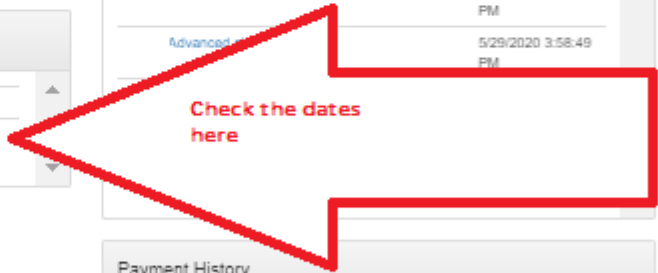 PM
Advanced
5/29/2020 3:58:49
PM
Check the dates
here
Payment History